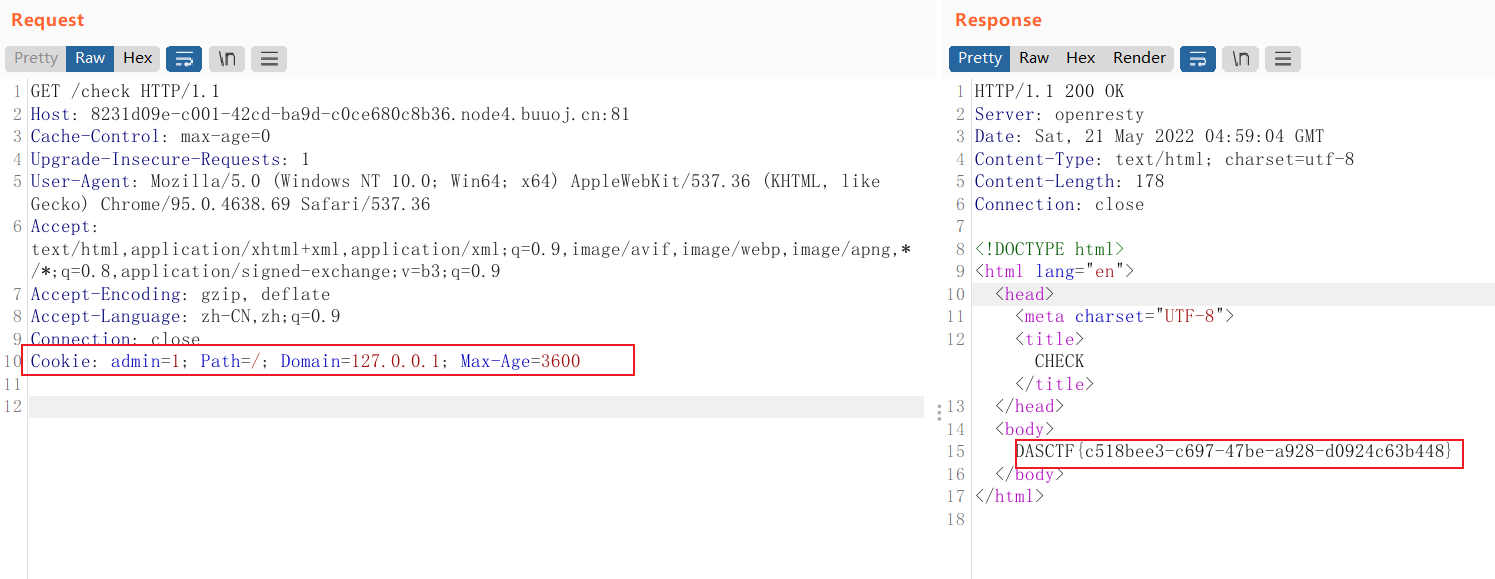 Request
Pretty Raw Hex \n
1 GET /check HTTP/1.1
2 Host: 8231d09e-c001-42cd-ba9d-c0ce680c8b36.node4.buuoj.cn:81
3 Cache-Control: max-age=0
4 Upgrade-Insecure-Requests: 1
5 User-Agent: Mozilla/5.0 (Windows NT 10.0; Win64; x64) AppleWebKit/537.36 (KHTML, like
Gecko) Chrome/95.0.4638.69 Safari/537.36
6 Accept:
text/html,application/xhtml+xml,application/xml;q=0.9,image/avif,image/webp,image/apng,*
/*;q=0.8,application/signed-exchange;v=b3;q=0.9
7 Accept-Encoding: gzip, deflate
8 Accept-Language: zh-CN,zh;q=0.9
9 Connection: close
10 Cookie: admin=1; Path=/; Domain=127.0.0.1; Max-Age=3600
11
12
Response
Pretty Raw Hex Render \n
1 HTTP/1.1 200 OK
2 Server: openresty
3 Date: Sat, 21 May 2022 04:59:04 GMT
4 Content-Type: text/html; charset=utf-8
5 Content-Length: 178
6 Connection: close
7
8 <!DOCTYPE html>
9 <html lang="en">
10 <head>
11 <meta charset="UTF-8">
12 <title>
CHECK
</title>
13 </head>
14 <body>
15 DASCTF{c518bee3-c697-47be-a928-d0924c63b448}
16 </body>
17 </html>
18